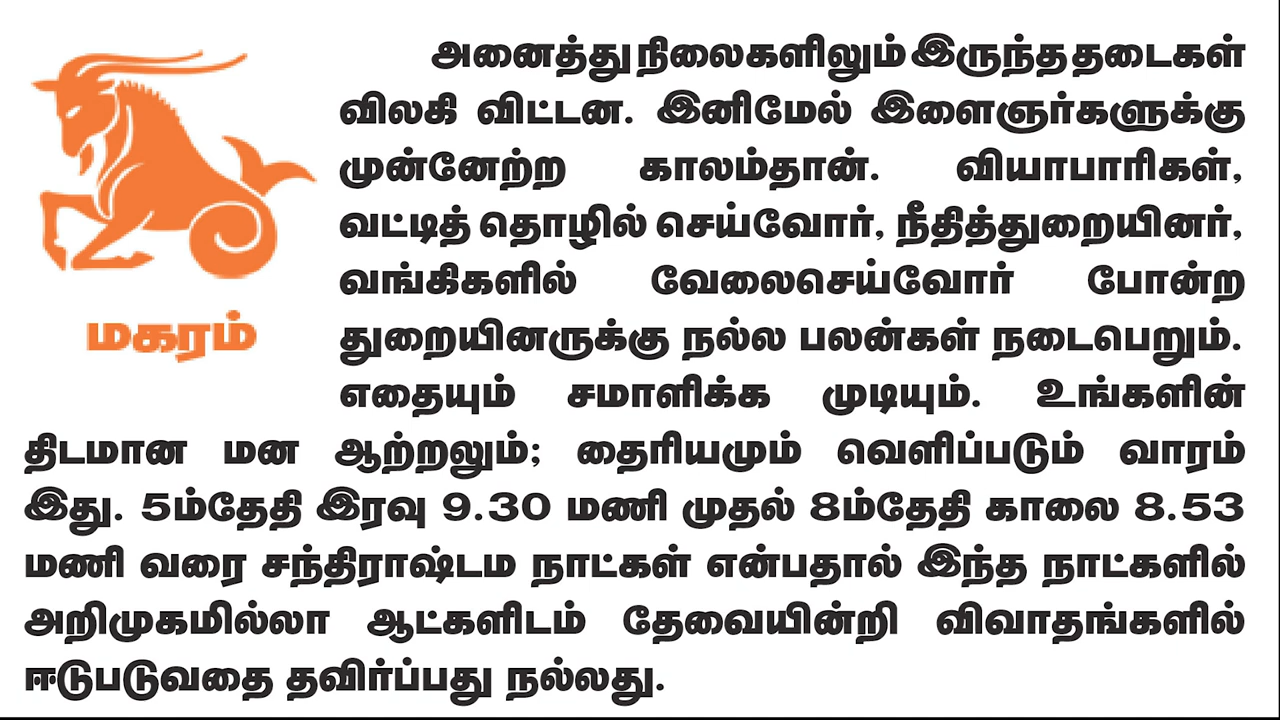 அனைத்து நிலைகளிலும் இருந்த தடைகள்
விலகி விட்டன. இனிமேல் இளைஞர்களுக்கு
முன்னேற்ற காலம்தான். வியாபாரிகள்,
வட்டித் தொழில் செய்வோர், நீதித்துறையினர்,
வங்கிகளில் வேலைசெய்வோர் போன்ற
மகரம்
துறையினருக்கு நல்ல பலன்கள் நடைபெறும்.
எதையும் சமாளிக்க முடியும். உங்களின்
திடமான மன ஆற்றலும்; தைரியமும் வெளிப்படும் வாரம்
இது. 5ம்தேதி இரவு 9.30 மணி முதல் 8ம்தேதி காலை 8.53
மணி வரை சந்திராஷ்டம நாட்கள் என்பதால் இந்த நாட்களில்
அறிமுகமில்லா ஆட்களிடம் தேவையின்றி விவாதங்களில்
ஈடுபடுவதை தவிர்ப்பது நல்லது.